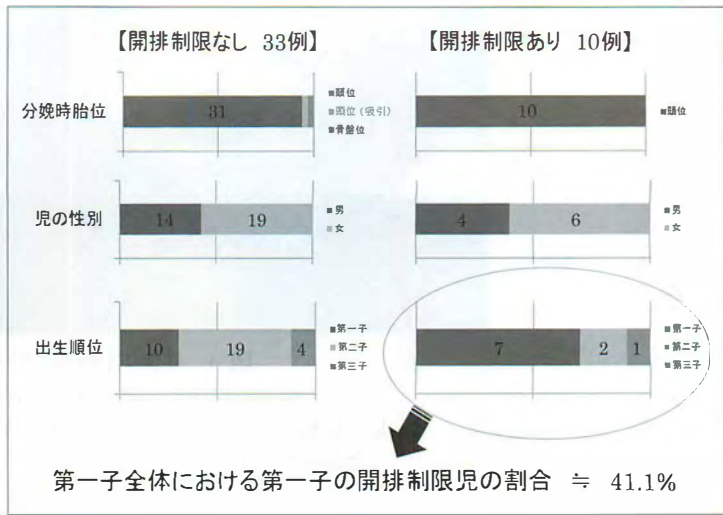 【開排制限なし 33例】
【開排制限あり 10例】
分娩時胎位
31
■頭位
■頭位(吸引)
■骨盤位
10
■頭位
児の性別
14 19
■男
■女
4 6
■男
■女
出生順位
10 19 4
■第一子
■第二子
■第三子
7 2 1
■第一子
■第二子
■第三子
第一子全体における第一子の開排制限児の割合 ≒ 41.1%